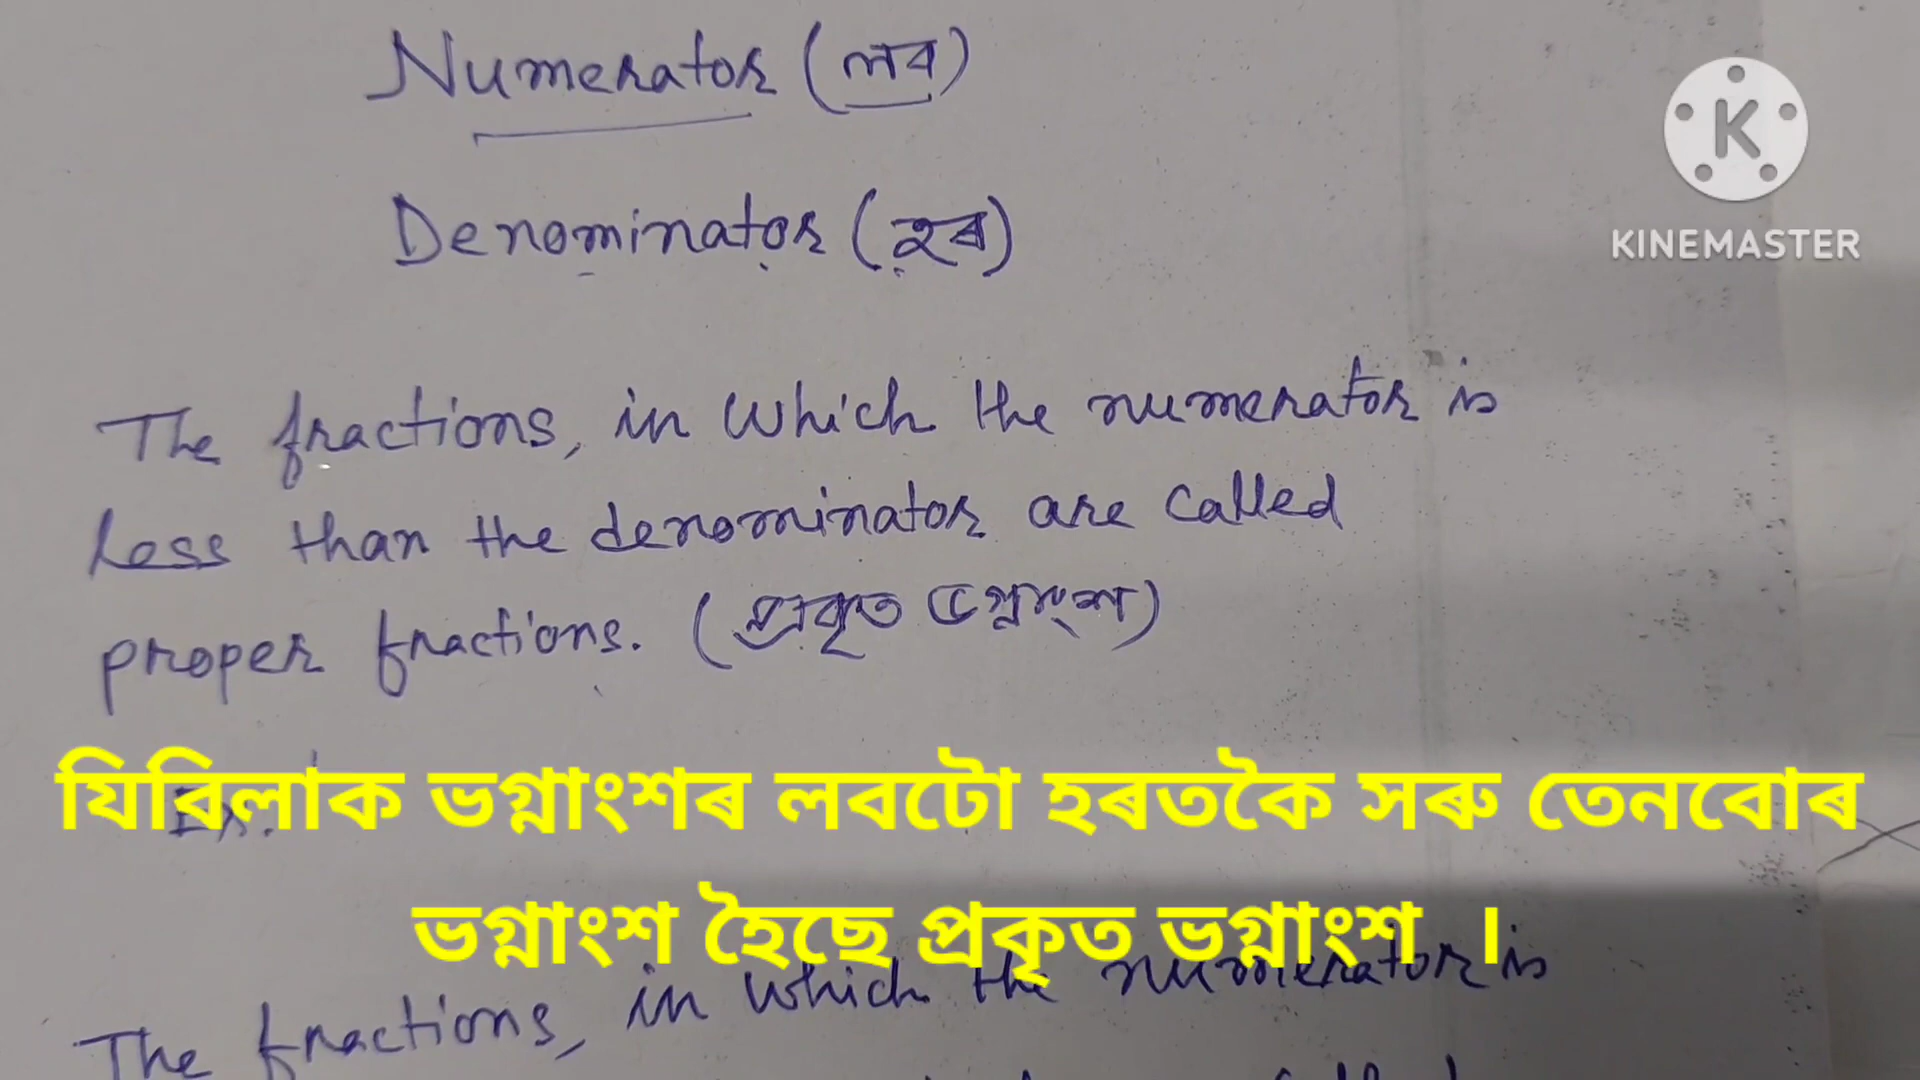 Numerator (লব)
K
KINEMASTER
Denominator (হৰ)
The fractions, in which the numerator is
less than the denominator are called
proper fractions. (প্ৰকৃত ভগ্নাংশ)
Ex.
যিবিলাক ভগ্নাংশৰ লবটো হৰতকৈ সৰু তেনবোৰ
ভগ্নাংশ হৈছে প্ৰকৃত ভগ্নাংশ ।
The fractions, in which the numerator is